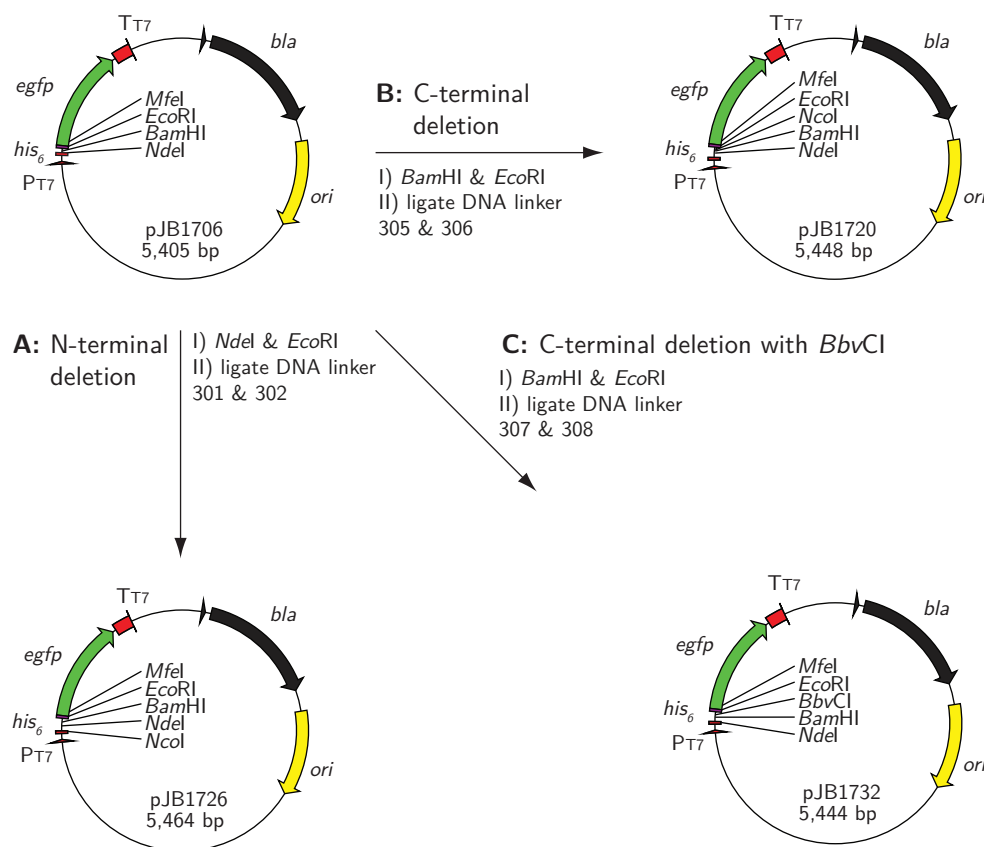 TT7
bla
egfp
MfeI
EcoRI
BamHI
NdeI
his6
PT7
ori
pJB1706
5,405 bp
B: C-terminal
deletion
I) BamHI & EcoRI
II) ligate DNA linker
305 & 306
TT7
bla
egfp
MfeI
EcoRI
NcoI
BamHI
NdeI
his6
PT7
ori
pJB1720
5,448 bp
A: N-terminal
deletion
I) NdeI & EcoRI
II) ligate DNA linker
301 & 302
C: C-terminal deletion with BbvCI
I) BamHI & EcoRI
II) ligate DNA linker
307 & 308
TT7
bla
egfp
MfeI
EcoRI
BamHI
NdeI
NcoI
his6
PT7
ori
pJB1726
5,464 bp
TT7
bla
egfp
MfeI
EcoRI
BbvCI
BamHI
NdeI
his6
PT7
ori
pJB1732
5,444 bp